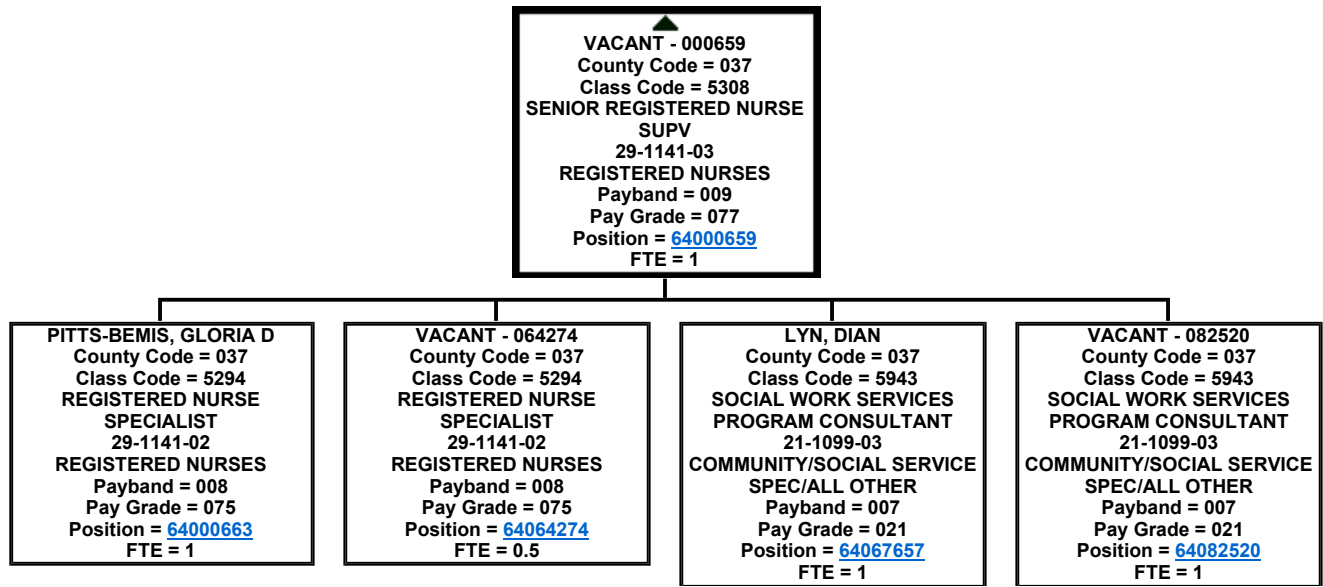 VACANT - 000659
County Code = 037
Class Code = 5308
SENIOR REGISTERED NURSE
SUPV
29-1141-03
REGISTERED NURSES
Payband = 009
Pay Grade = 077
Position = 64000659
FTE = 1
PITTS-BEMIS, GLORIA D
County Code = 037
Class Code = 5294
REGISTERED NURSE
SPECIALIST
29-1141-02
REGISTERED NURSES
Payband = 008
Pay Grade = 075
Position = 64000663
FTE = 1
VACANT - 064274
County Code = 037
Class Code = 5294
REGISTERED NURSE
SPECIALIST
29-1141-02
REGISTERED NURSES
Payband = 008
Pay Grade = 075
Position = 64064274
FTE = 0.5
LYN, DIAN
County Code = 037
Class Code = 5943
SOCIAL WORK SERVICES
PROGRAM CONSULTANT
21-1099-03
COMMUNITY/SOCIAL SERVICE
SPEC/ALL OTHER
Payband = 007
Pay Grade = 021
Position = 64067657
FTE = 1
VACANT - 082520
County Code = 037
Class Code = 5943
SOCIAL WORK SERVICES
PROGRAM CONSULTANT
21-1099-03
COMMUNITY/SOCIAL SERVICE
SPEC/ALL OTHER
Payband = 007
Pay Grade = 021
Position = 64082520
FTE = 1